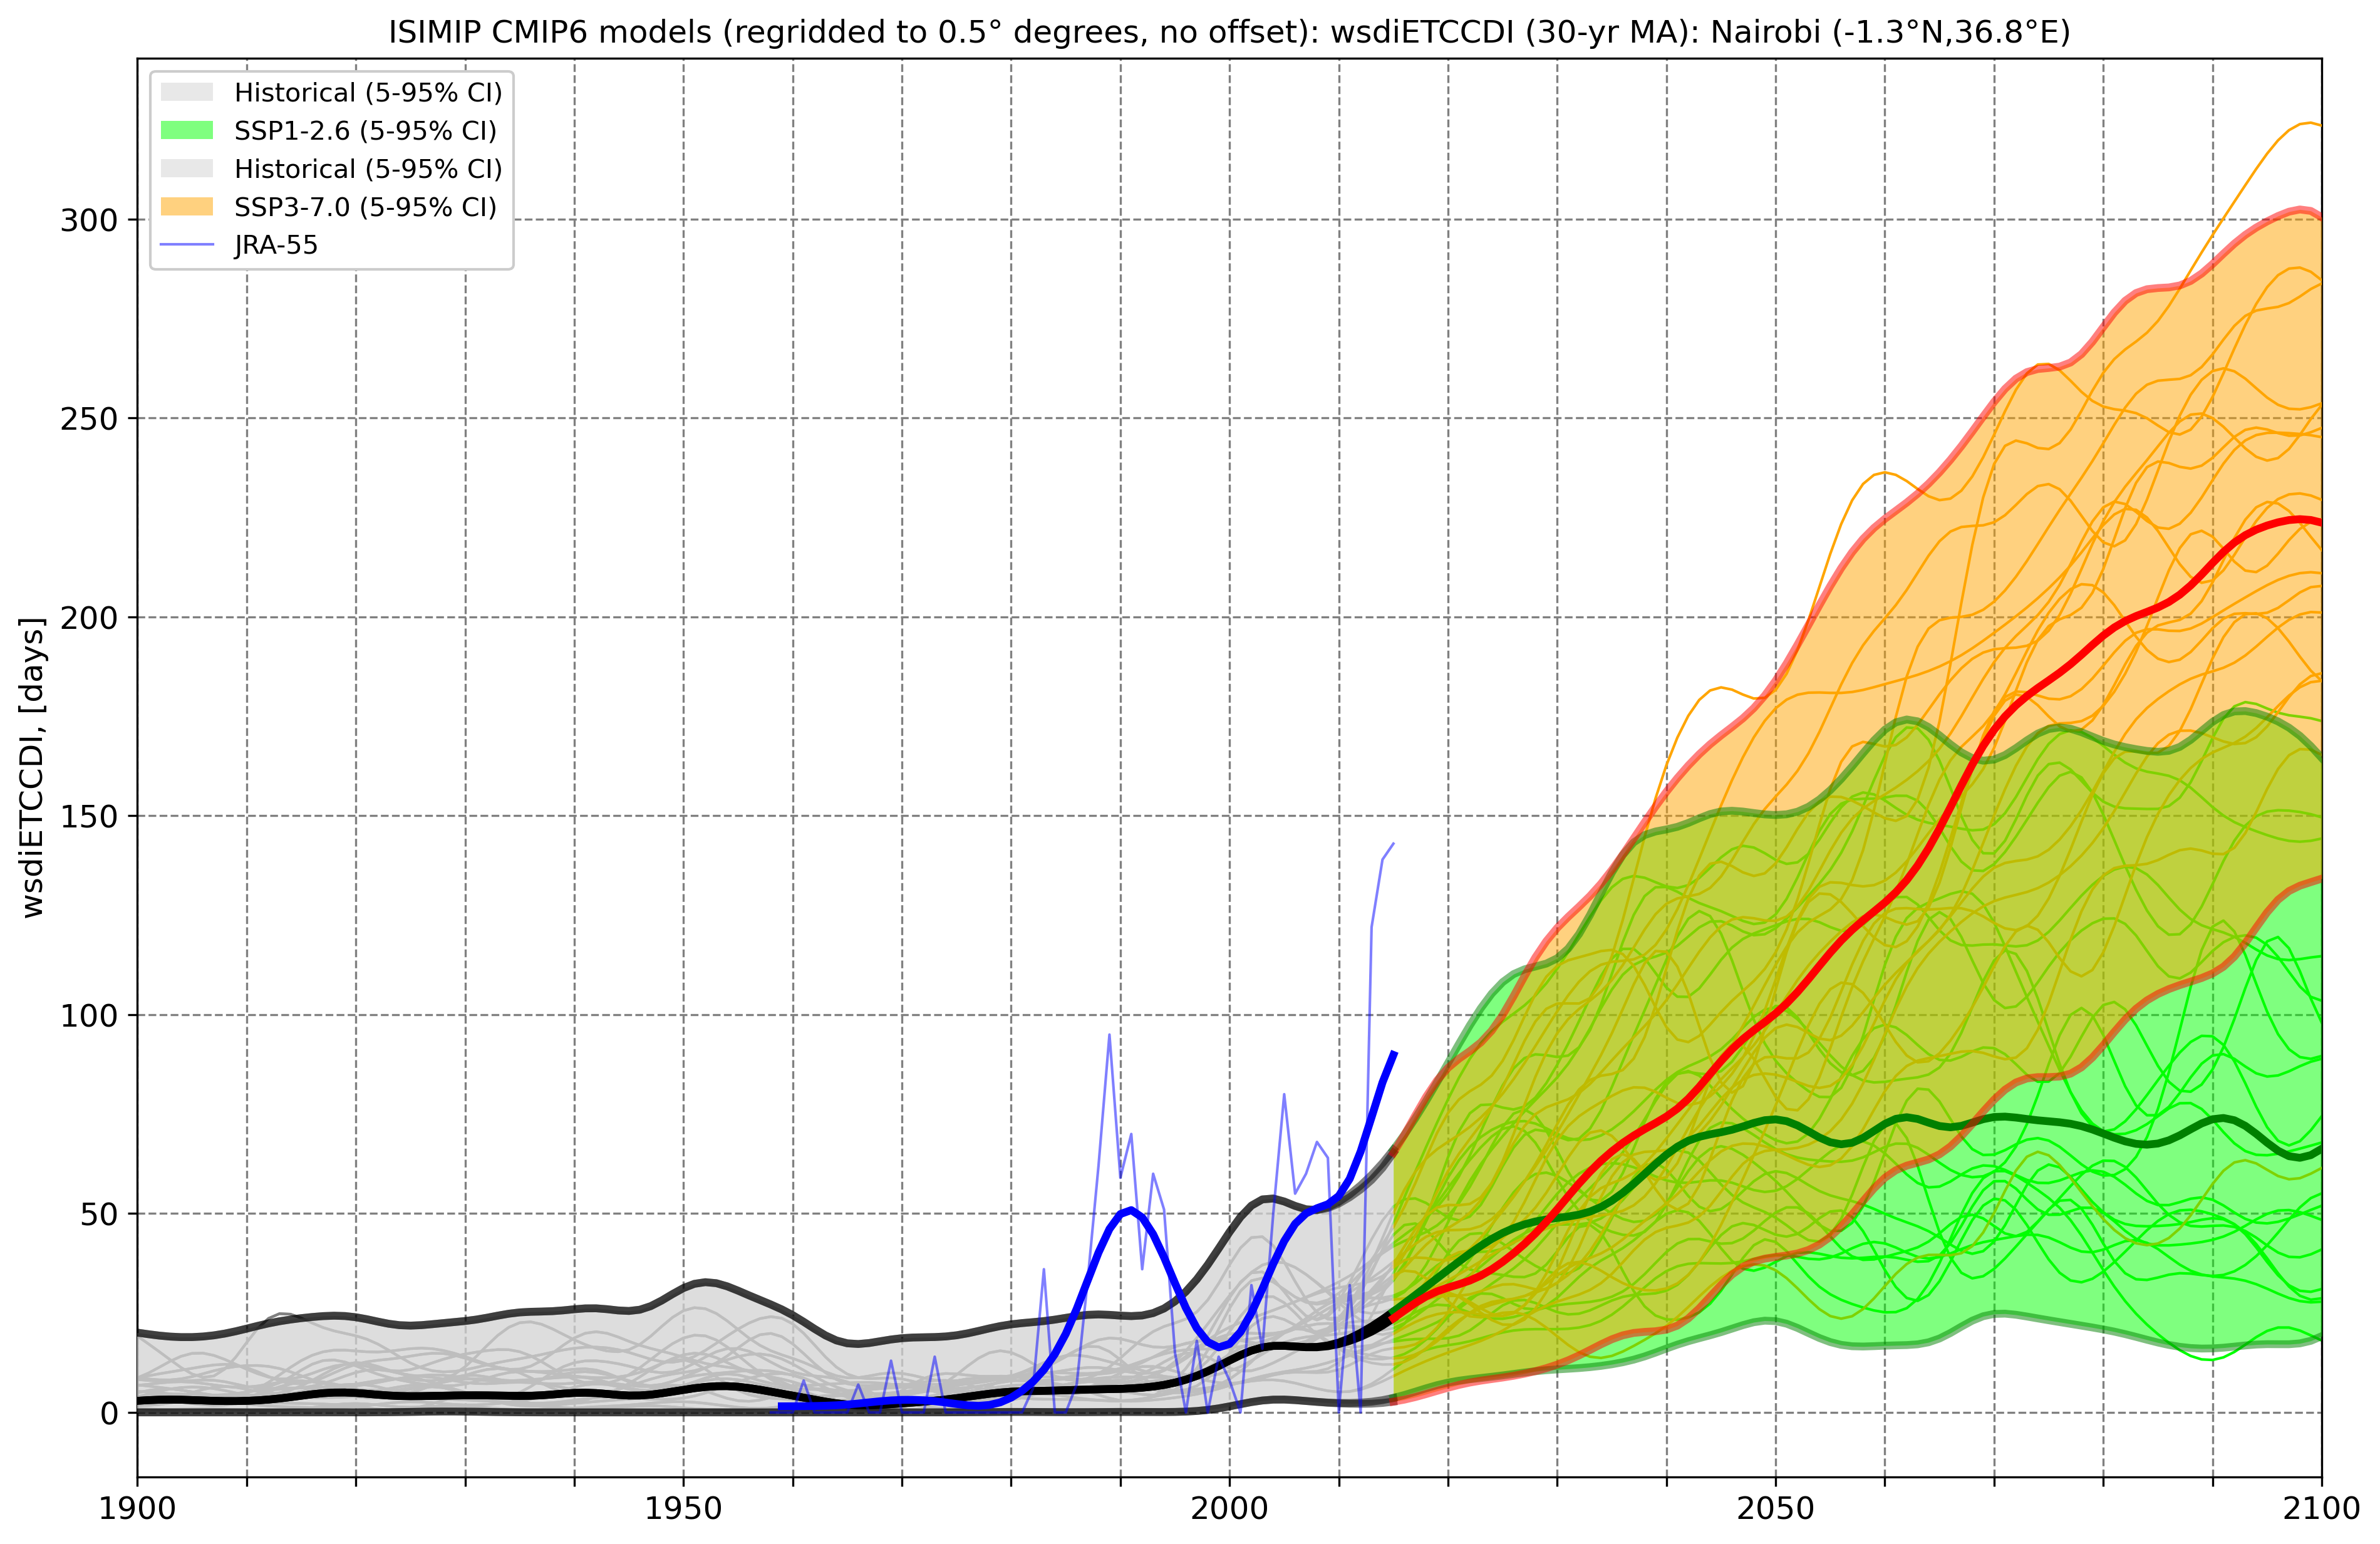 ISIMIP CMIP6 models (regridded to 0.5° degrees, no offset): wsdiETCCDI (30-yr MA): Nairobi (-1.3°N,36.8°E)
Historical (5-95% CI)
SSP1-2.6 (5-95% CI)
Historical (5-95% CI)
SSP3-7.0 (5-95% CI)
JRA-55
wsdiETCCDI, [days]
300
250
200
150
100
50
0
1900 1950 2000 2050 2100